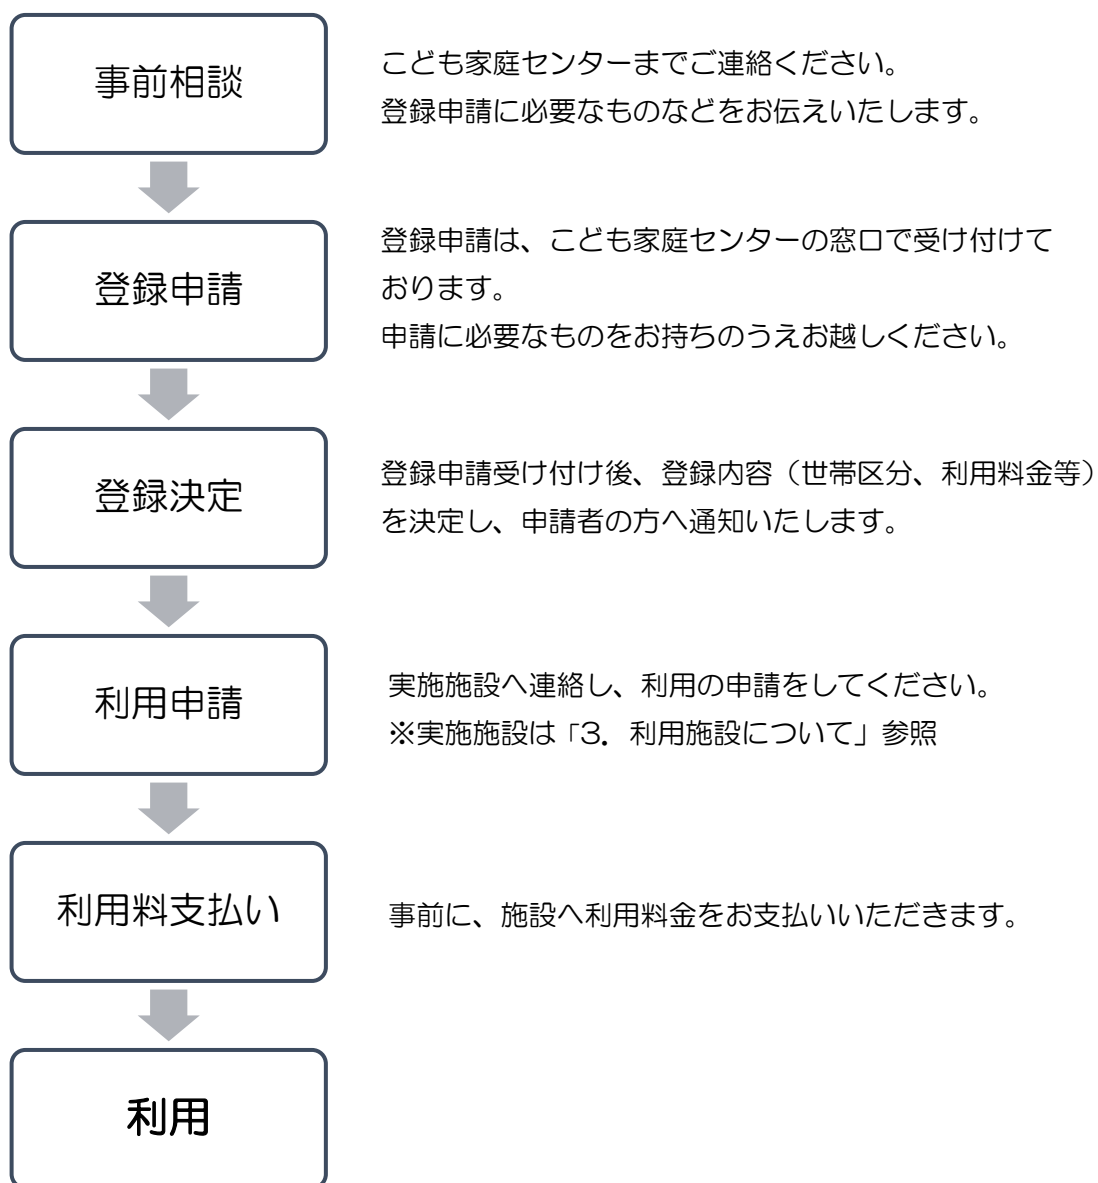 事前相談
こども家庭センターまでご連絡ください。
登録申請に必要なものなどをお伝えいたします。
登録申請
登録申請は、こども家庭センターの窓口で受け付けて
おります。
申請に必要なものをお持ちのうえお越しください。
登録決定
登録申請受け付け後、登録内容（世帯区分、利用料金等）
を決定し、申請者の方へ通知いたします。
利用申請
実施施設へ連絡し、利用の申請をしてください。
※実施施設は「3．利用施設について」参照
利用料支払い
事前に、施設へ利用料金をお支払いいただきます。
利用